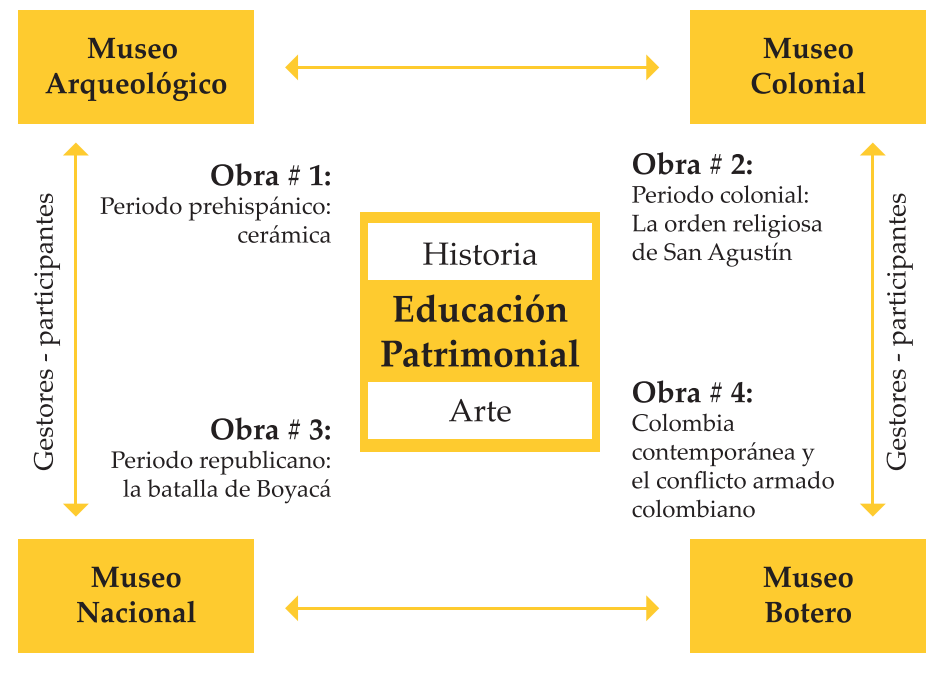 Museo
Arqueológico
Museo
Colonial
Gestores - participantes
Obra # 1:
Periodo prehispánico:
cerámica
Obra # 2:
Periodo colonial:
La orden religiosa
de San Agustín
Historia
Educación
Patrimonial
Arte
Obra # 3:
Periodo republicano:
la batalla de Boyacá
Obra # 4:
Colombia
contemporánea y
el conflicto armado
colombiano
Gestores - participantes
Museo
Nacional
Museo
Botero